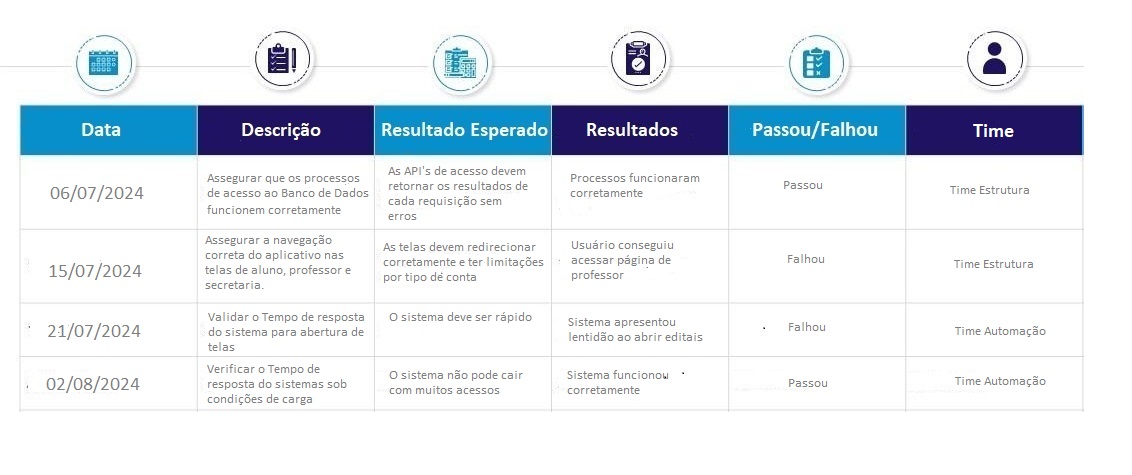 Data
Descrição
Resultado Esperado
Resultados
Passou/Falhou
Time
06/07/2024
Assegurar que os processos
de acesso ao Banco de Dados
funcionem corretamente
As API's de acesso devem
retornar os resultados de
cada requisição sem
erros
Processos funcionaram
corretamente
Passou
Time Estrutura
15/07/2024
Assegurar a navegação
correta do aplicativo nas
telas de aluno, professor e
secretaria.
As telas devem redirecionar
corretamente e ter limitações
por tipo de conta
Usuário conseguiu
acessar página de
professor
Falhou
Time Estrutura
21/07/2024
Validar o Tempo de resposta
do sistema para abertura de
telas
O sistema deve ser rápido
Sistema apresentou
lentidão ao abrir editais
Falhou
Time Automação
02/08/2024
Verificar o Tempo de
resposta do sistemas sob
condições de carga
O sistema não pode cair
com muitos acessos
Sistema funcionou
corretamente
Passou
Time Automação